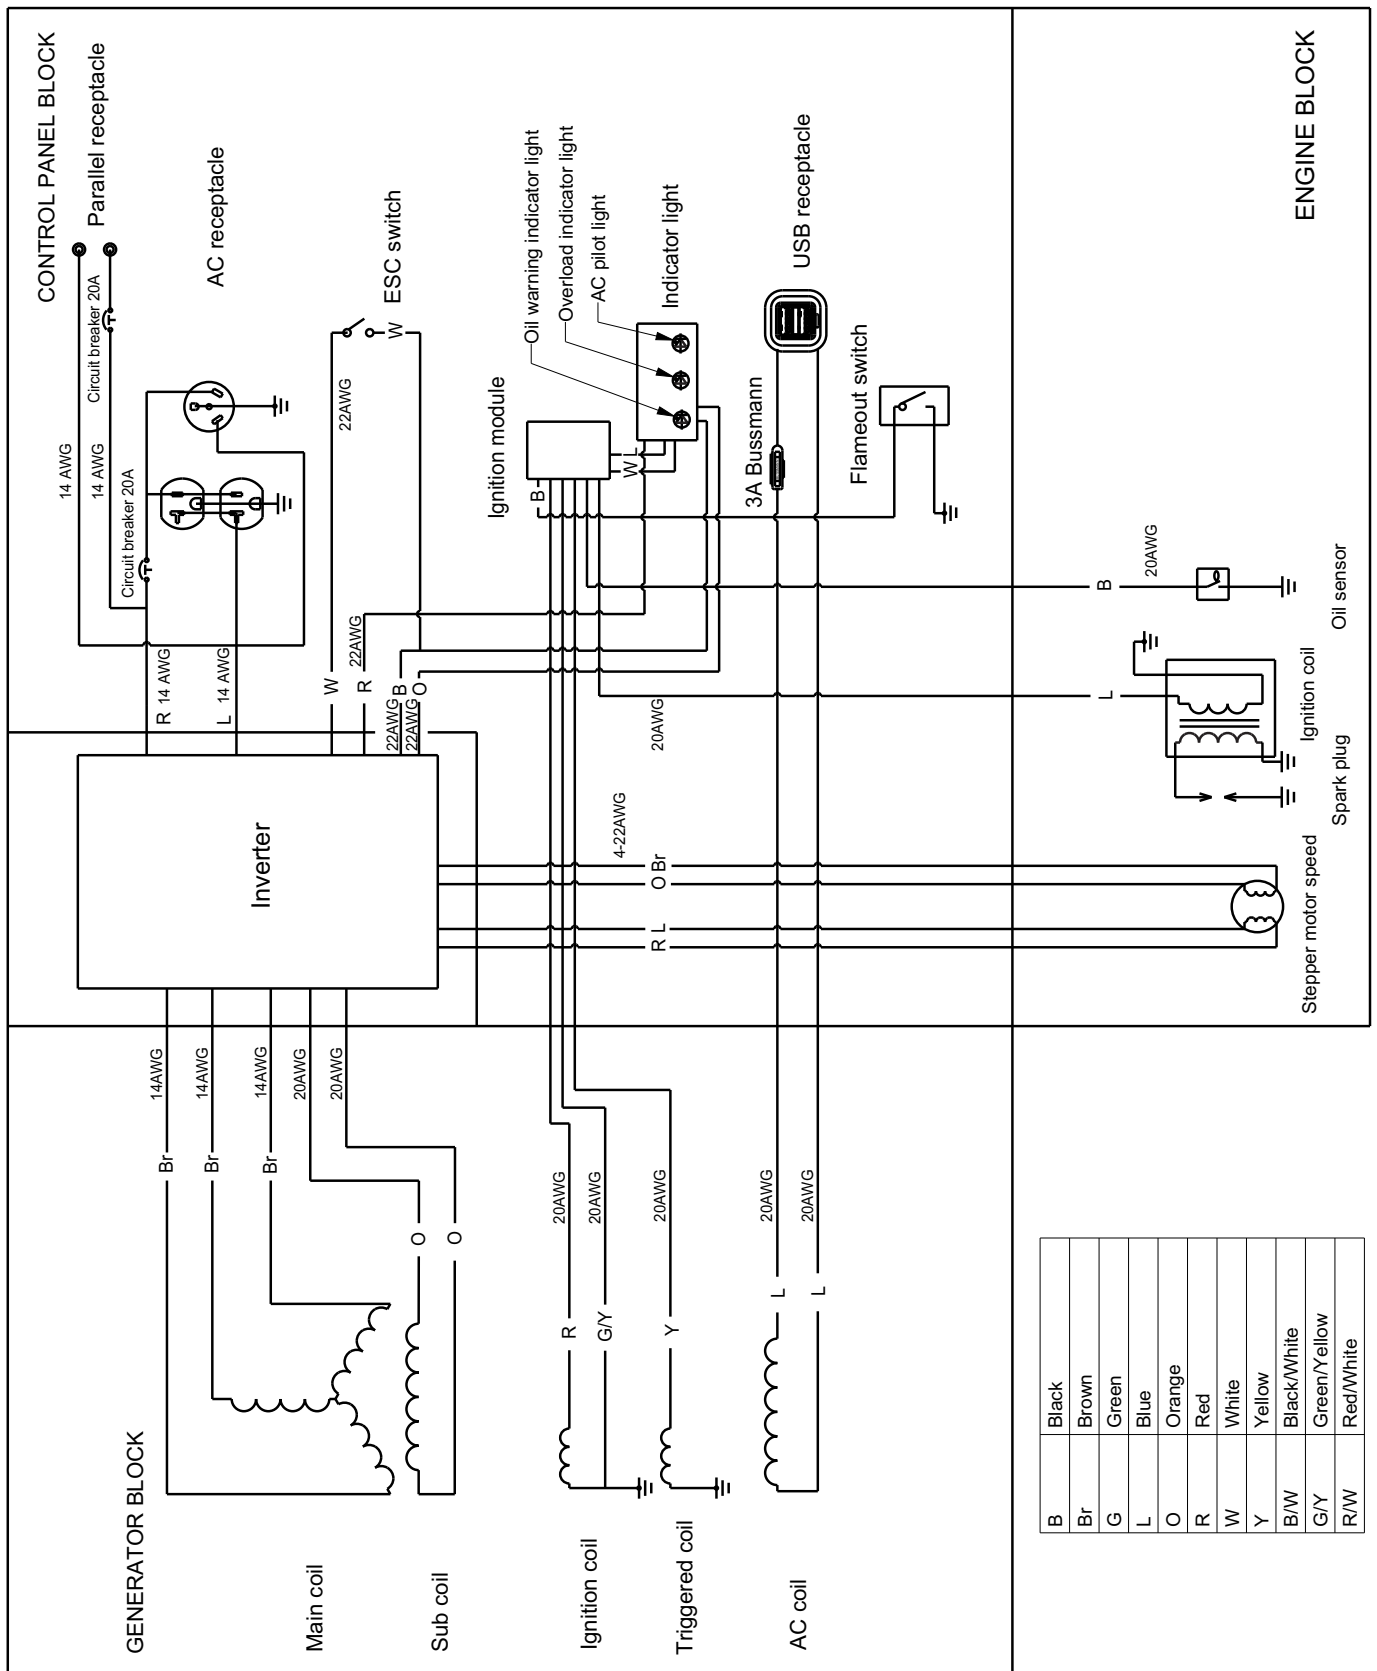 GENERATOR BLOCK
Main coil
Sub coil
Ignition coil
Triggered coil
AC coil
Br
Br
Br
O
O
R
G/Y
Y
L
L
14AWG
14AWG
14AWG
20AWG
20AWG
20AWG
20AWG
20AWG
20AWG
20AWG
Inverter
CONTROL PANEL BLOCK
Parallel receptacle
AC receptacle
ESC switch
Circuit breaker 20A
Circuit breaker 20A
14 AWG
14 AWG
R 14 AWG
L 14 AWG
22AWG
W
W
R 22AWG
22AWG B
22AWG O
Oil warning indicator light
Overload indicator light
AC pilot light
Indicator light
Ignition module
B
W L
USB receptacle
3A Bussmann
Flameout switch
20AWG
4-22AWG
O Br
R L
ENGINE BLOCK
B
20AWG
L
Oil sensor
Ignition coil
Spark plug
Stepper motor speed
B Black
Br Brown
G Green
L Blue
O Orange
R Red
W White
Y Yellow
B/W Black/White
G/Y Green/Yellow
R/W Red/White